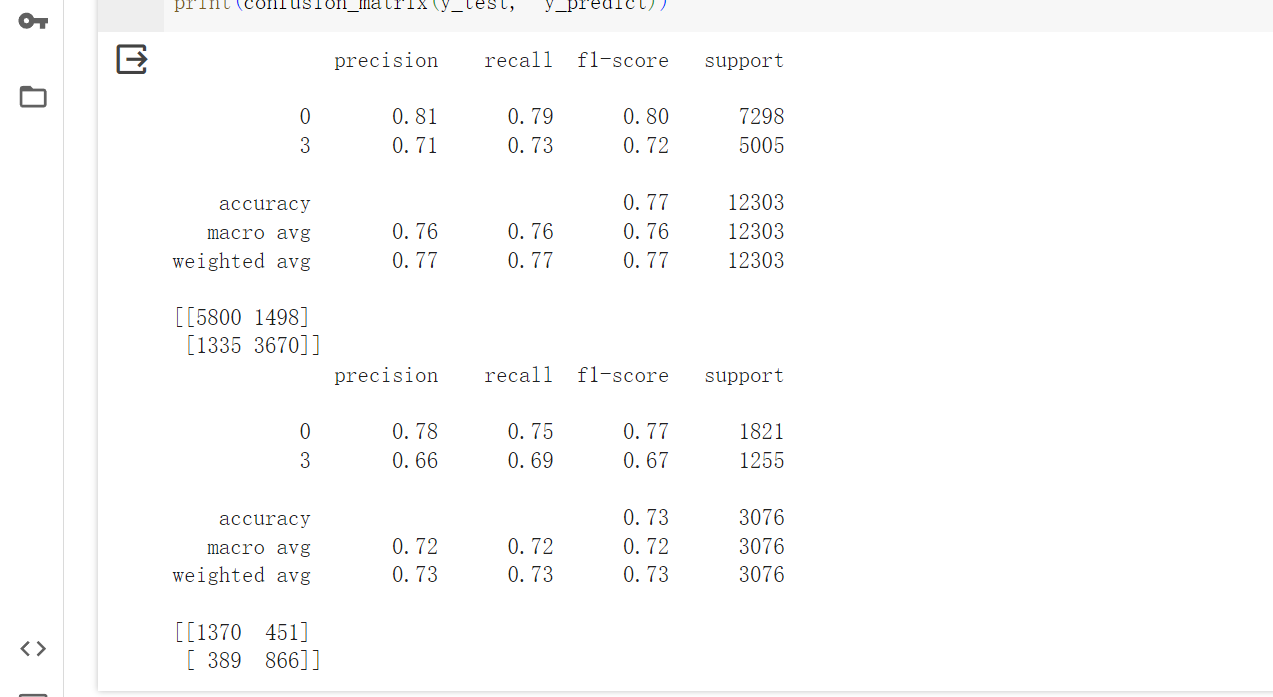 print(confusion_matrix(y_test, y_predict))
precision recall f1-score support
0 0.81 0.79 0.80 7298
3 0.71 0.73 0.72 5005
accuracy 0.77 12303
macro avg 0.76 0.76 0.76 12303
weighted avg 0.77 0.77 0.77 12303
[[5800 1498]
[1335 3670]]
precision recall f1-score support
0 0.78 0.75 0.77 1821
3 0.66 0.69 0.67 1255
accuracy 0.73 3076
macro avg 0.72 0.72 0.72 3076
weighted avg 0.73 0.73 0.73 3076
[[1370 451]
[ 389 866]]